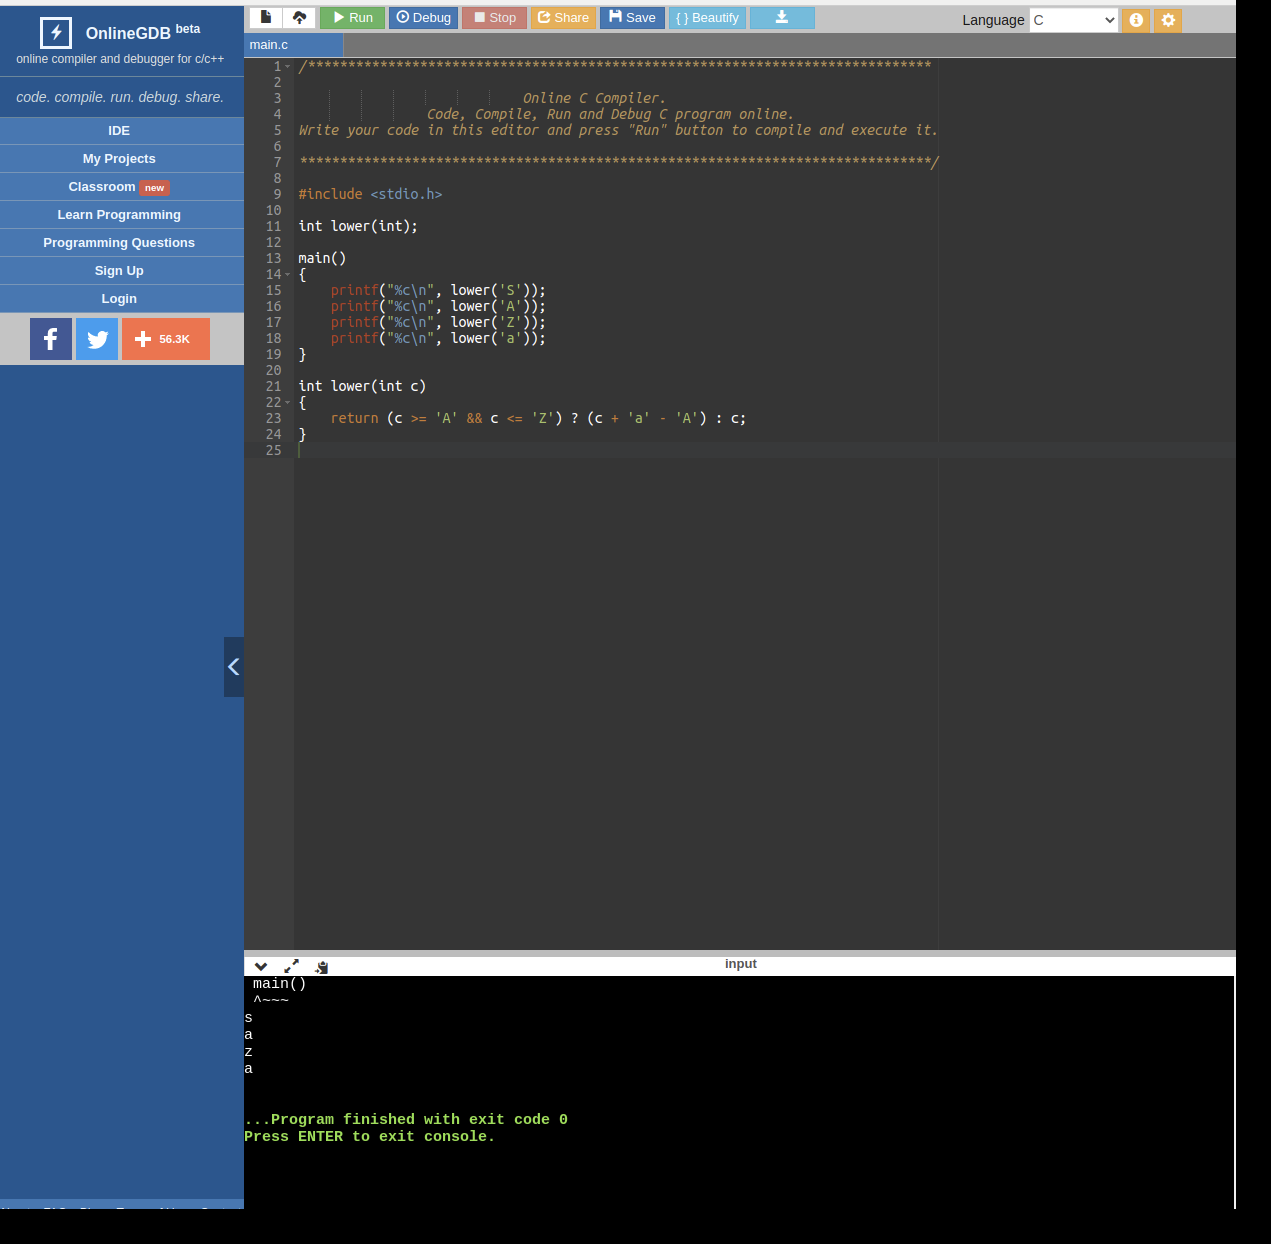 OnlineGDB beta
online compiler and debugger for c/c++
code. compile. run. debug. share.
IDE
My Projects
Classroom new
Learn Programming
Programming Questions
Sign Up
Login
56.3K
Run Debug Stop Share Save { } Beautify
Language C
main.c
1 /******************************************************************************
2
3 Online C Compiler.
4 Code, Compile, Run and Debug C program online.
5 Write your code in this editor and press "Run" button to compile and execute it.
6
7 *******************************************************************************/
8
9 #include <stdio.h>
10
11 int lower(int);
12
13 main()
14 {
15 printf("%c\n", lower('S'));
16 printf("%c\n", lower('A'));
17 printf("%c\n", lower('Z'));
18 printf("%c\n", lower('a'));
19 }
20
21 int lower(int c)
22 {
23 return (c >= 'A' && c <= 'Z') ? (c + 'a' - 'A') : c;
24 }
25
input
main()
^~~~
s
a
z
a
...Program finished with exit code 0
Press ENTER to exit console.